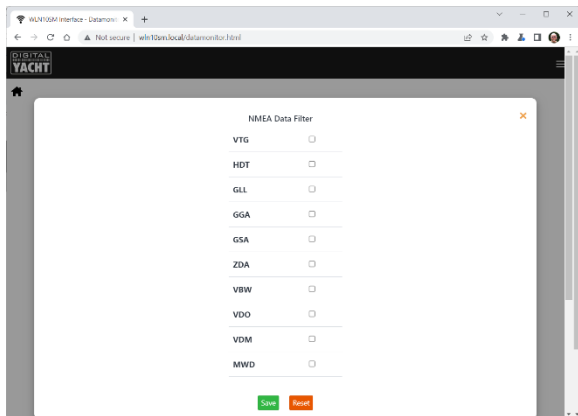 WLN10SM Interface - Datamonit
Not secure | wln10sm.local/datamonitor.html
DIGITAL
YACHT
NMEA Data Filter
VTG
HDT
GLL
GGA
GSA
ZDA
VBW
VDO
VDM
MWD
Save Reset